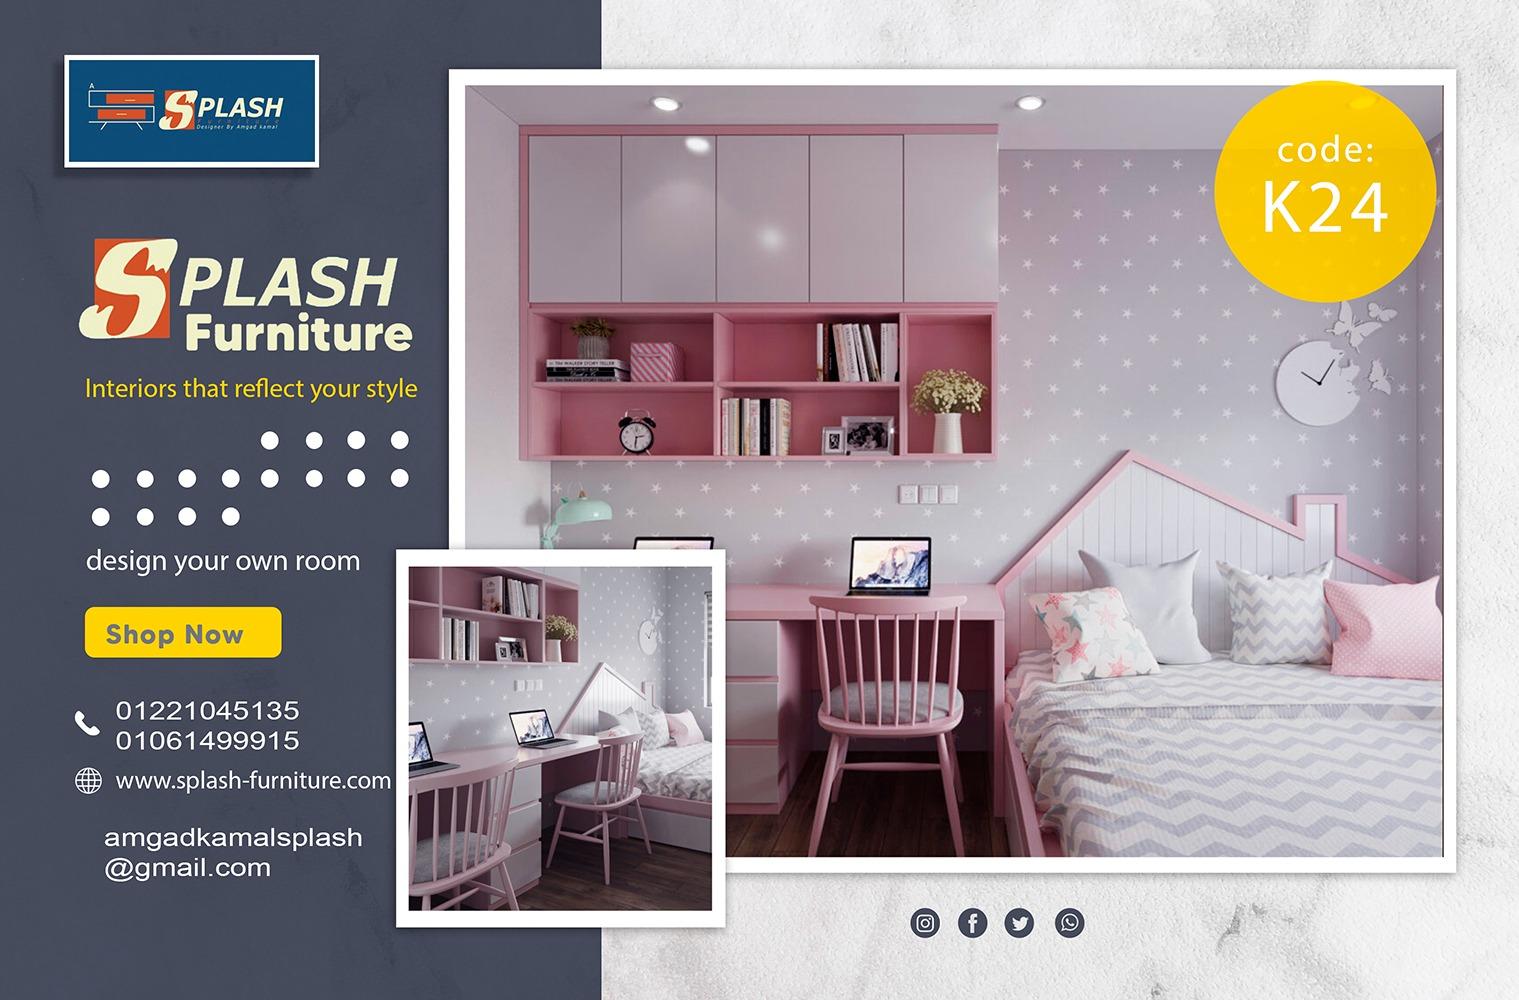 A
SPLASH
Furniture
Designer By Amgad kamal
SPLASH
Furniture
Interiors that reflect your style
design your own room
Shop Now
01221045135
01061499915
www.splash-furniture.com
amgadkamalsplash
@gmail.com
code:
K24